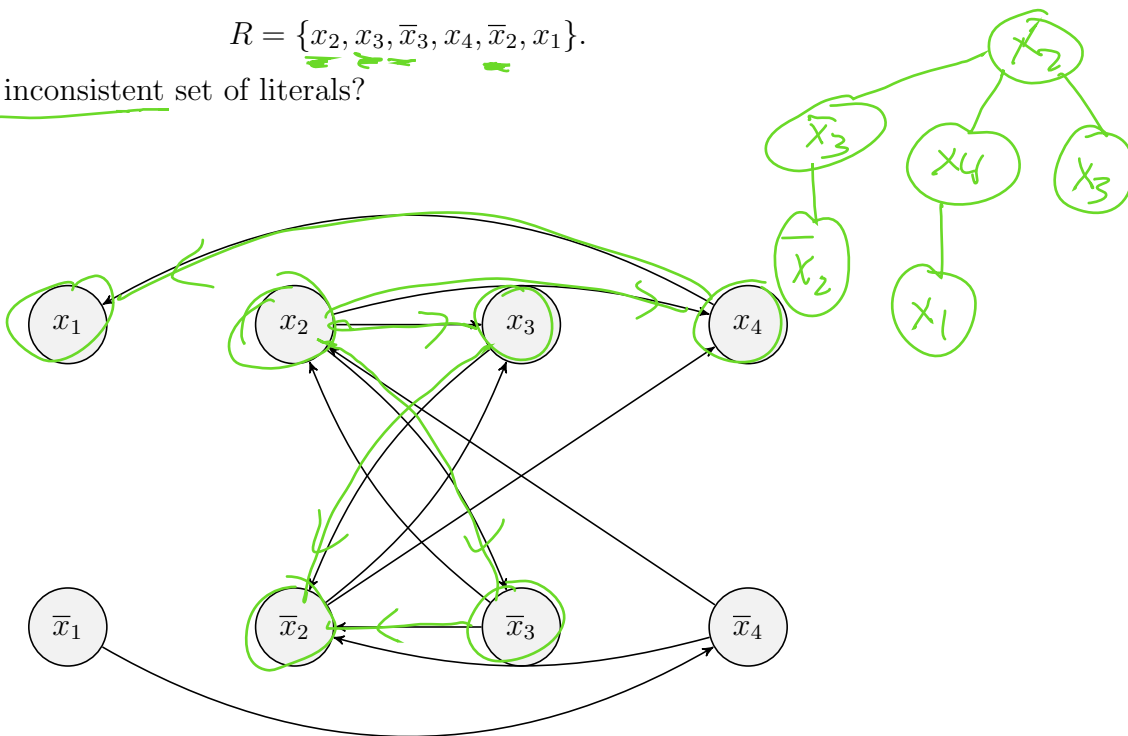 R = {x₂, x₃, x̅₃, x₄, x̅₂, x₁}.
inconsistent set of literals?
x₂
x̅₃ x₄ x₃
x̅₂ x₁
x₁ x₂ x₃ x₄
x̅₁ x̅₂ x̅₃ x̅₄